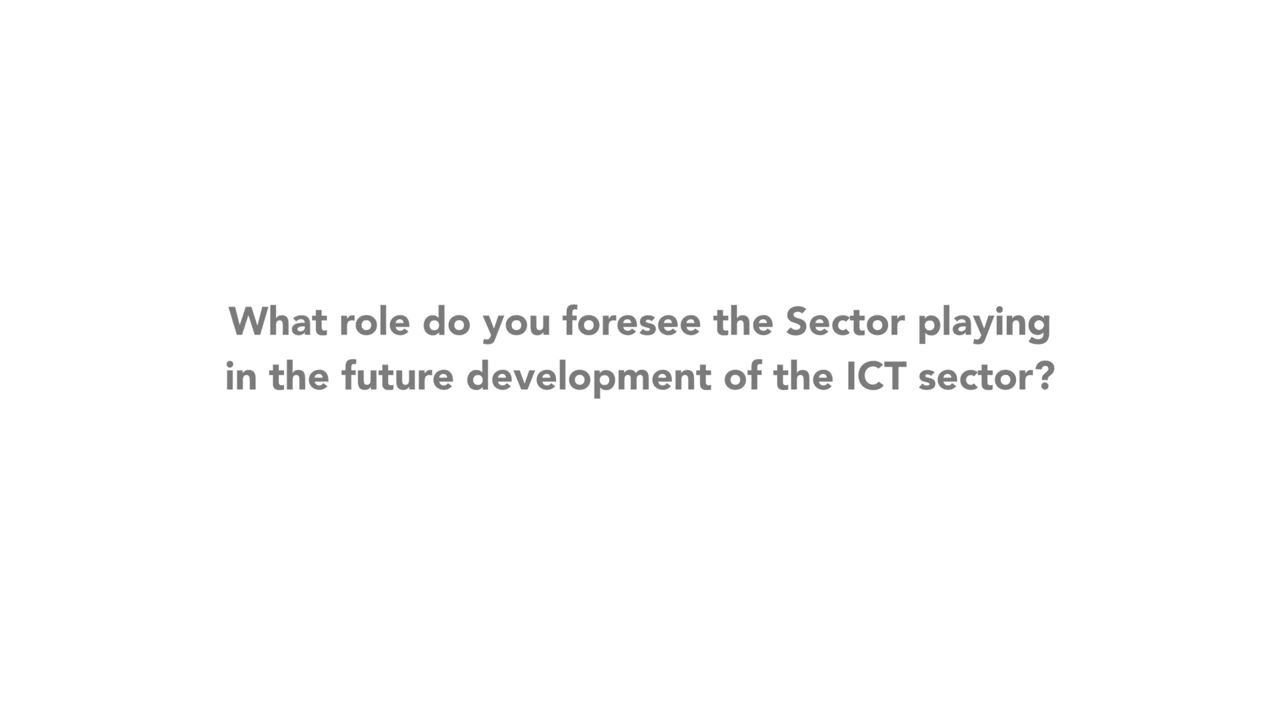 What role do you foresee the Sector playing
in the future development of the ICT sector?